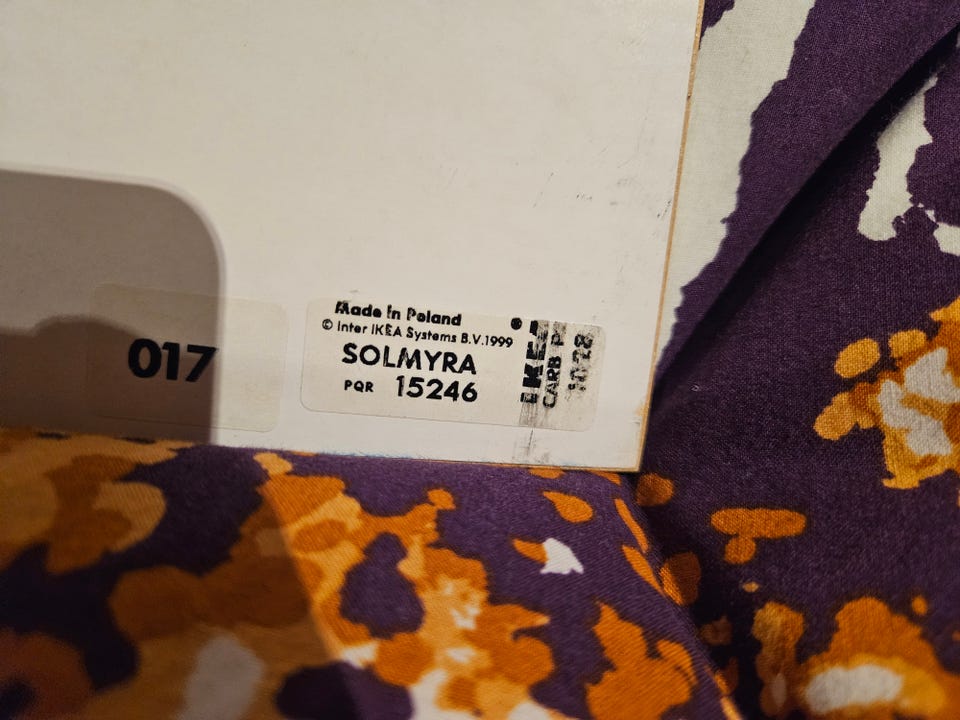 017
Made in Poland
© Inter IKEA Systems B.V.1999
SOLMYRA
PQR 15246
IKEA
CARB P